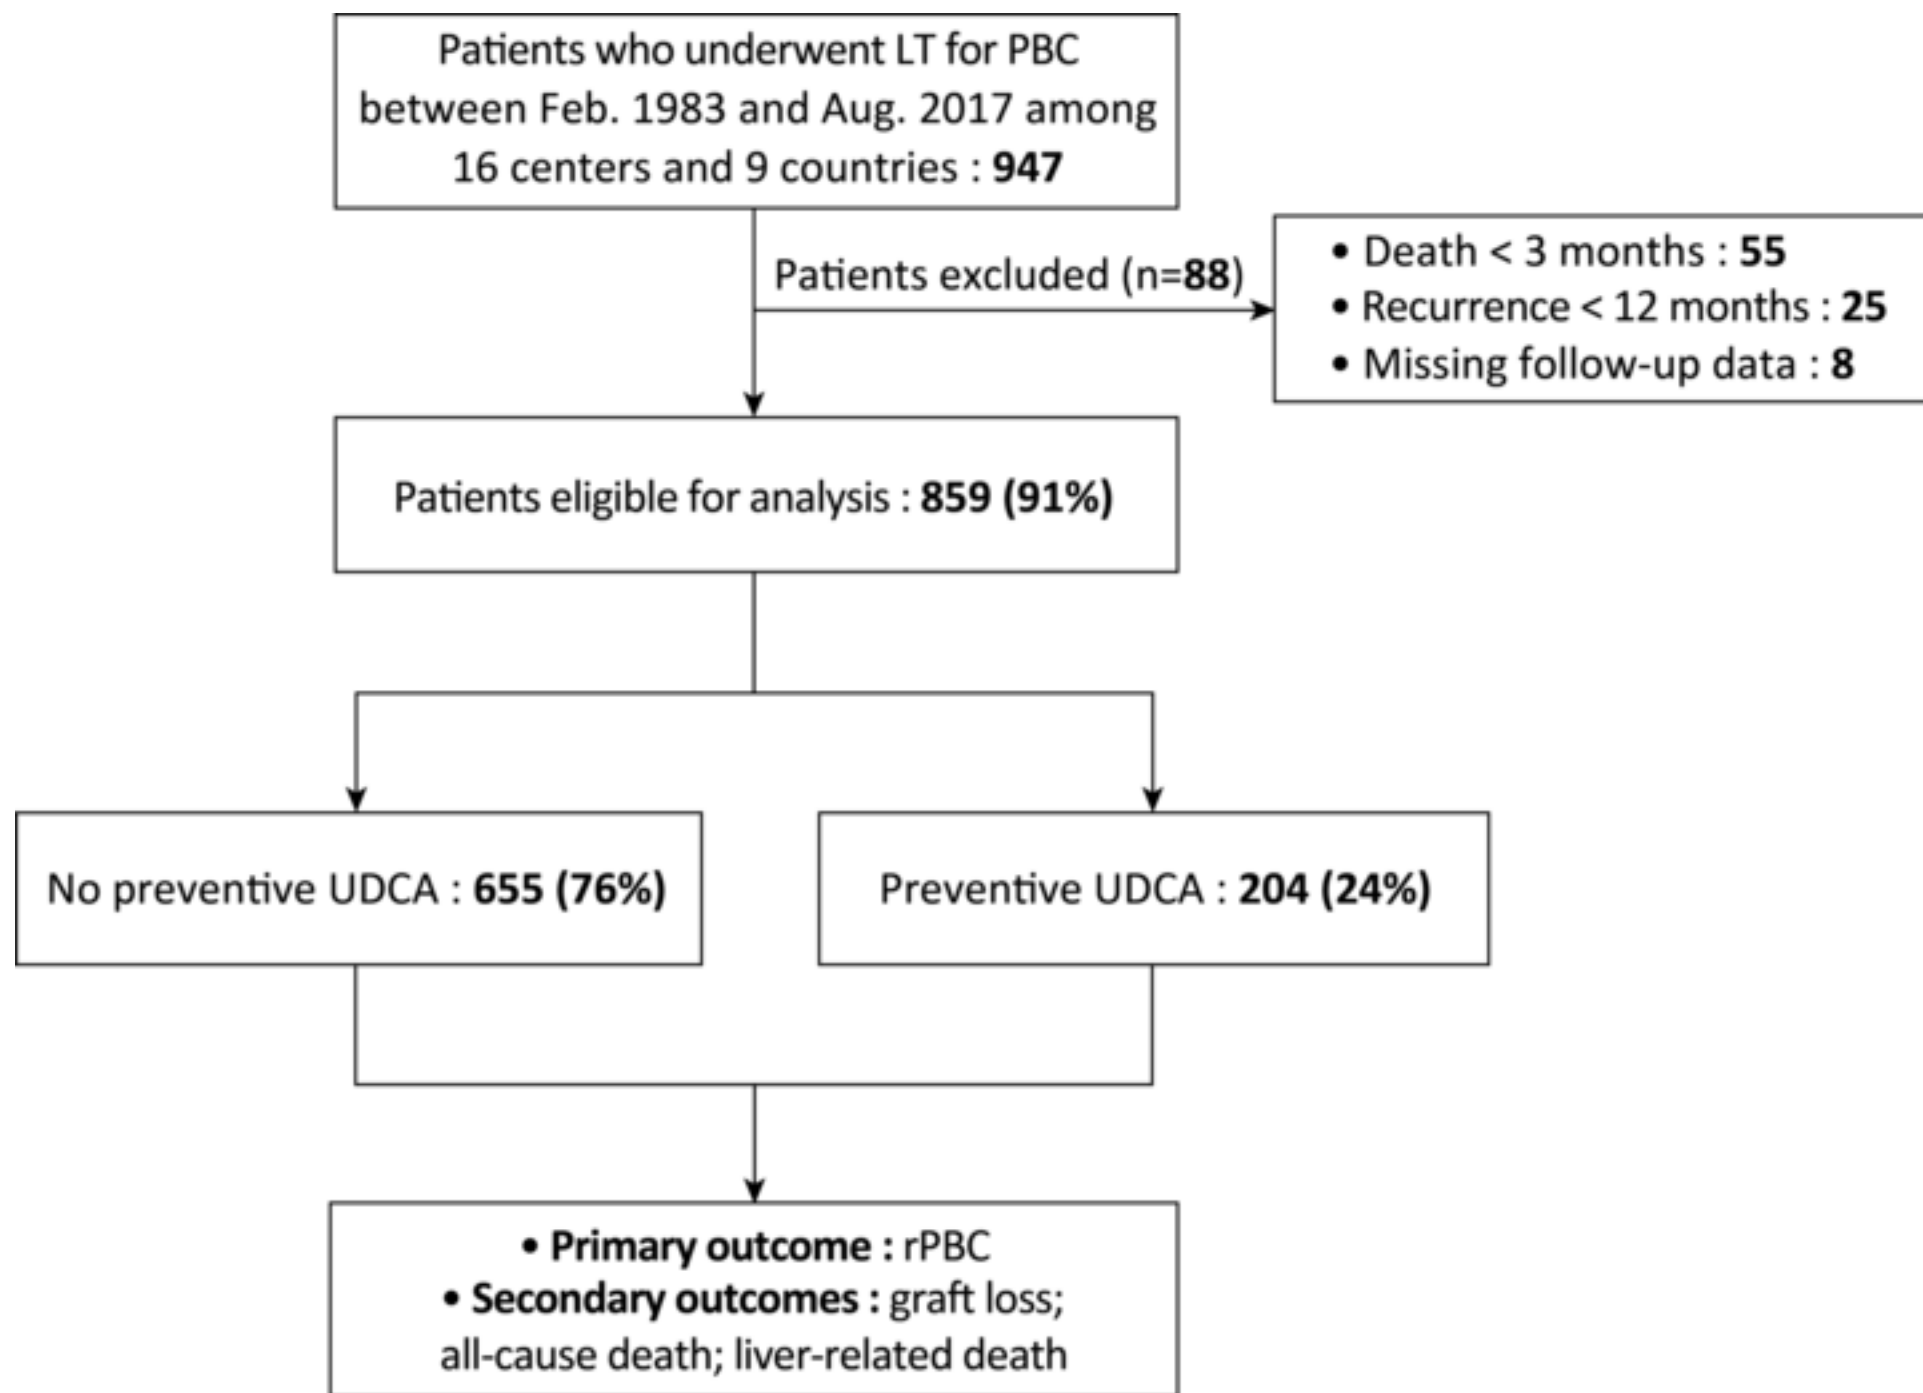 Patients who underwent LT for PBC
between Feb. 1983 and Aug. 2017 among
16 centers and 9 countries : 947
Patients excluded (n=88)
• Death < 3 months : 55
• Recurrence < 12 months : 25
• Missing follow-up data : 8
Patients eligible for analysis : 859 (91%)
No preventive UDCA : 655 (76%)
Preventive UDCA : 204 (24%)
• Primary outcome : rPBC
• Secondary outcomes : graft loss;
all-cause death; liver-related death